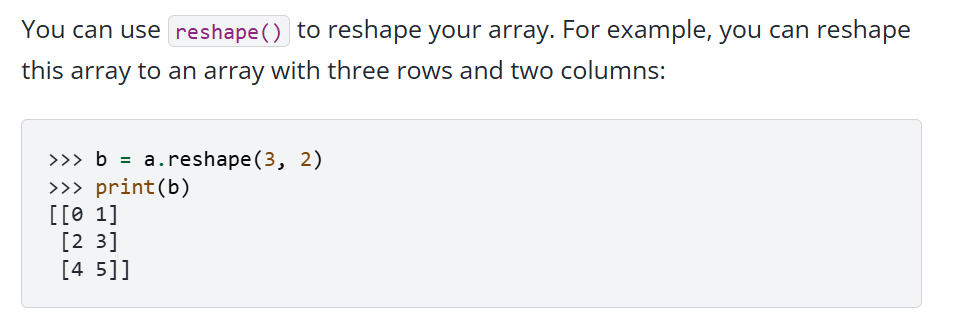 You can use reshape() to reshape your array. For example, you can reshape
this array to an array with three rows and two columns:
>>> b = a.reshape(3, 2)
>>> print(b)
[[0 1]
 [2 3]
 [4 5]]